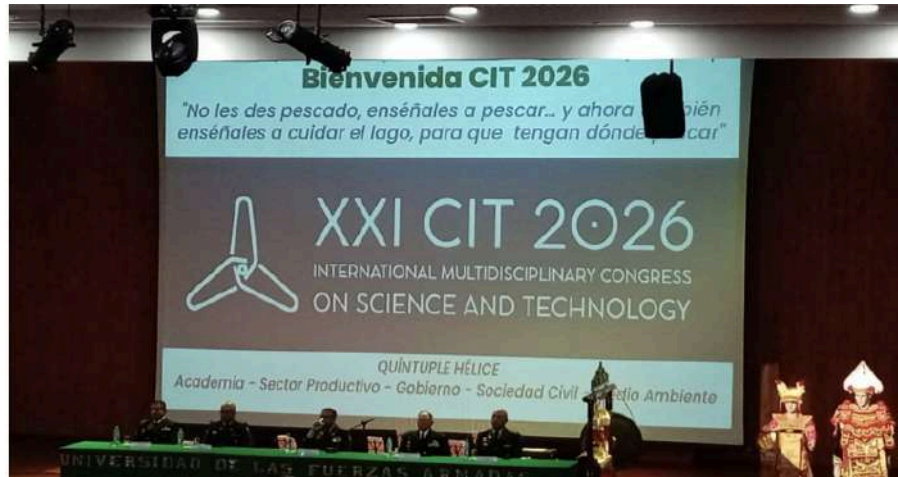 Bienvenida CIT 2026
"No les des pescado, enséñales a pescar... y ahora
enséñales a cuidar el lago, para que tengan dónde
XXI CIT 2026
INTERNATIONAL MULTIDISCIPLINARY CONGRESS
ON SCIENCE AND TECHNOLOGY
QUÍNTUPLE HÉLICE
Academia - Sector Productivo - Gobierno - Sociedad Civil - Ambiente
UNIVERSIDAD DE LAS FUERZAS ARMADAS